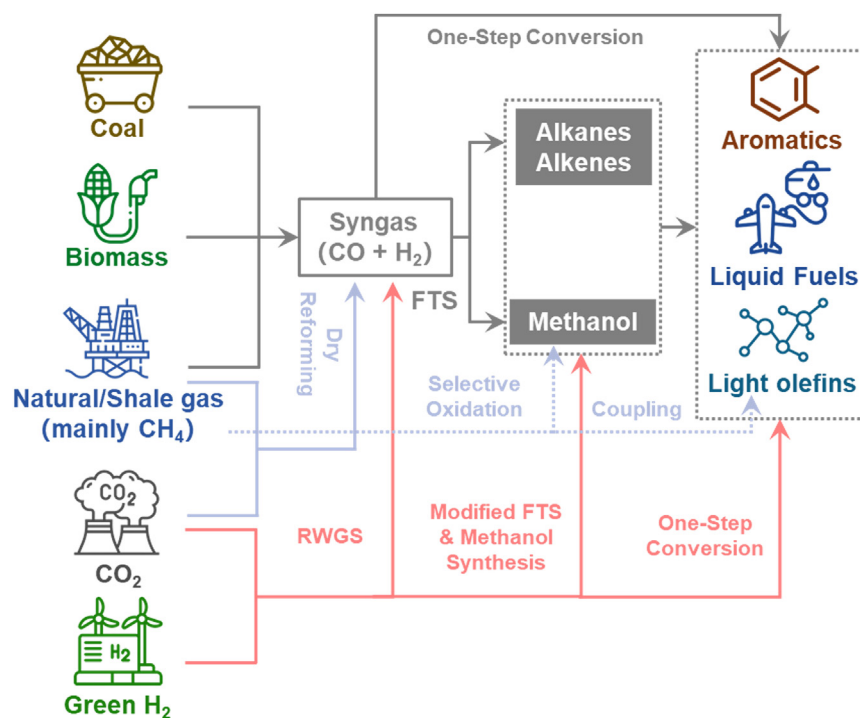 One-Step Conversion
Coal
Alkanes
Alkenes
Aromatics
Syngas
(CO + H₂)
Biomass
FTS
Liquid Fuels
Dry
Reforming
Methanol
Natural/Shale gas
(mainly CH₄)
Selective
Oxidation
Coupling
Light olefins
CO₂
CO₂
RWGS
Modified FTS
& Methanol
Synthesis
One-Step
Conversion
H₂
Green H₂